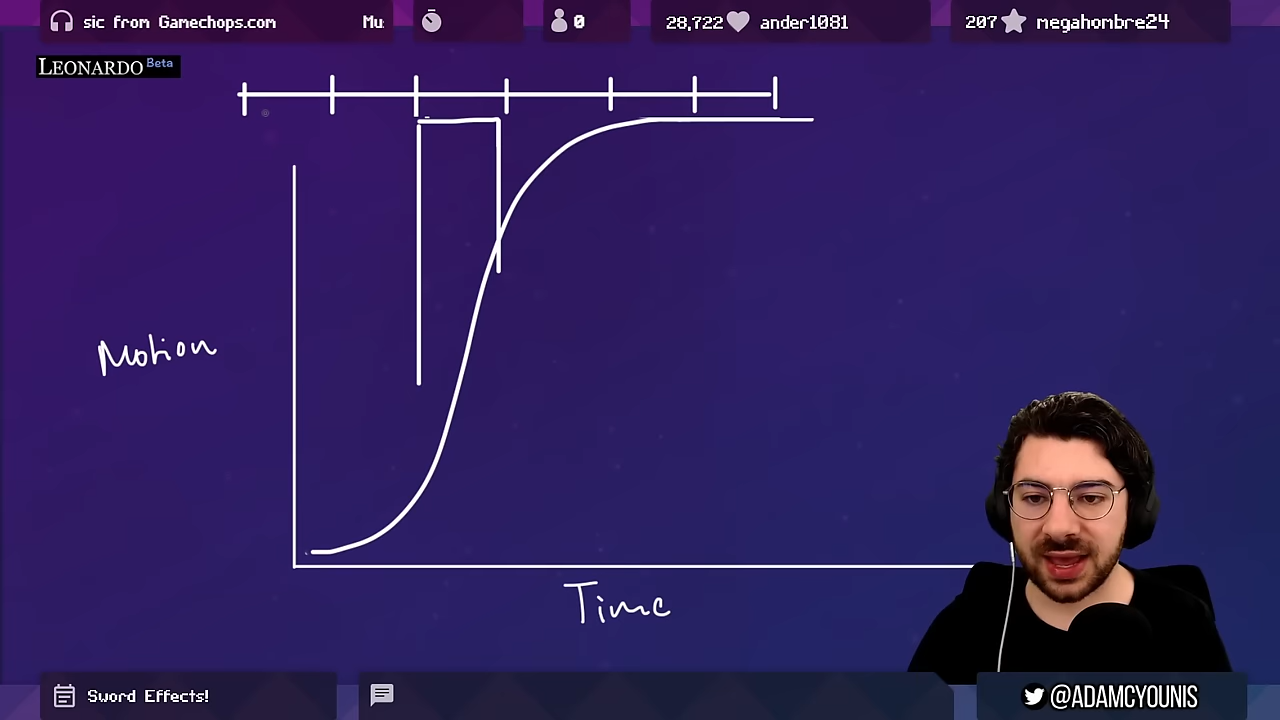 sic from Gamechops.com Mu
0
28,722 ander1081
207 megahombre24
LEONARDO Beta
Motion
Time
Sword Effects!
@ADAMCYOUNIS